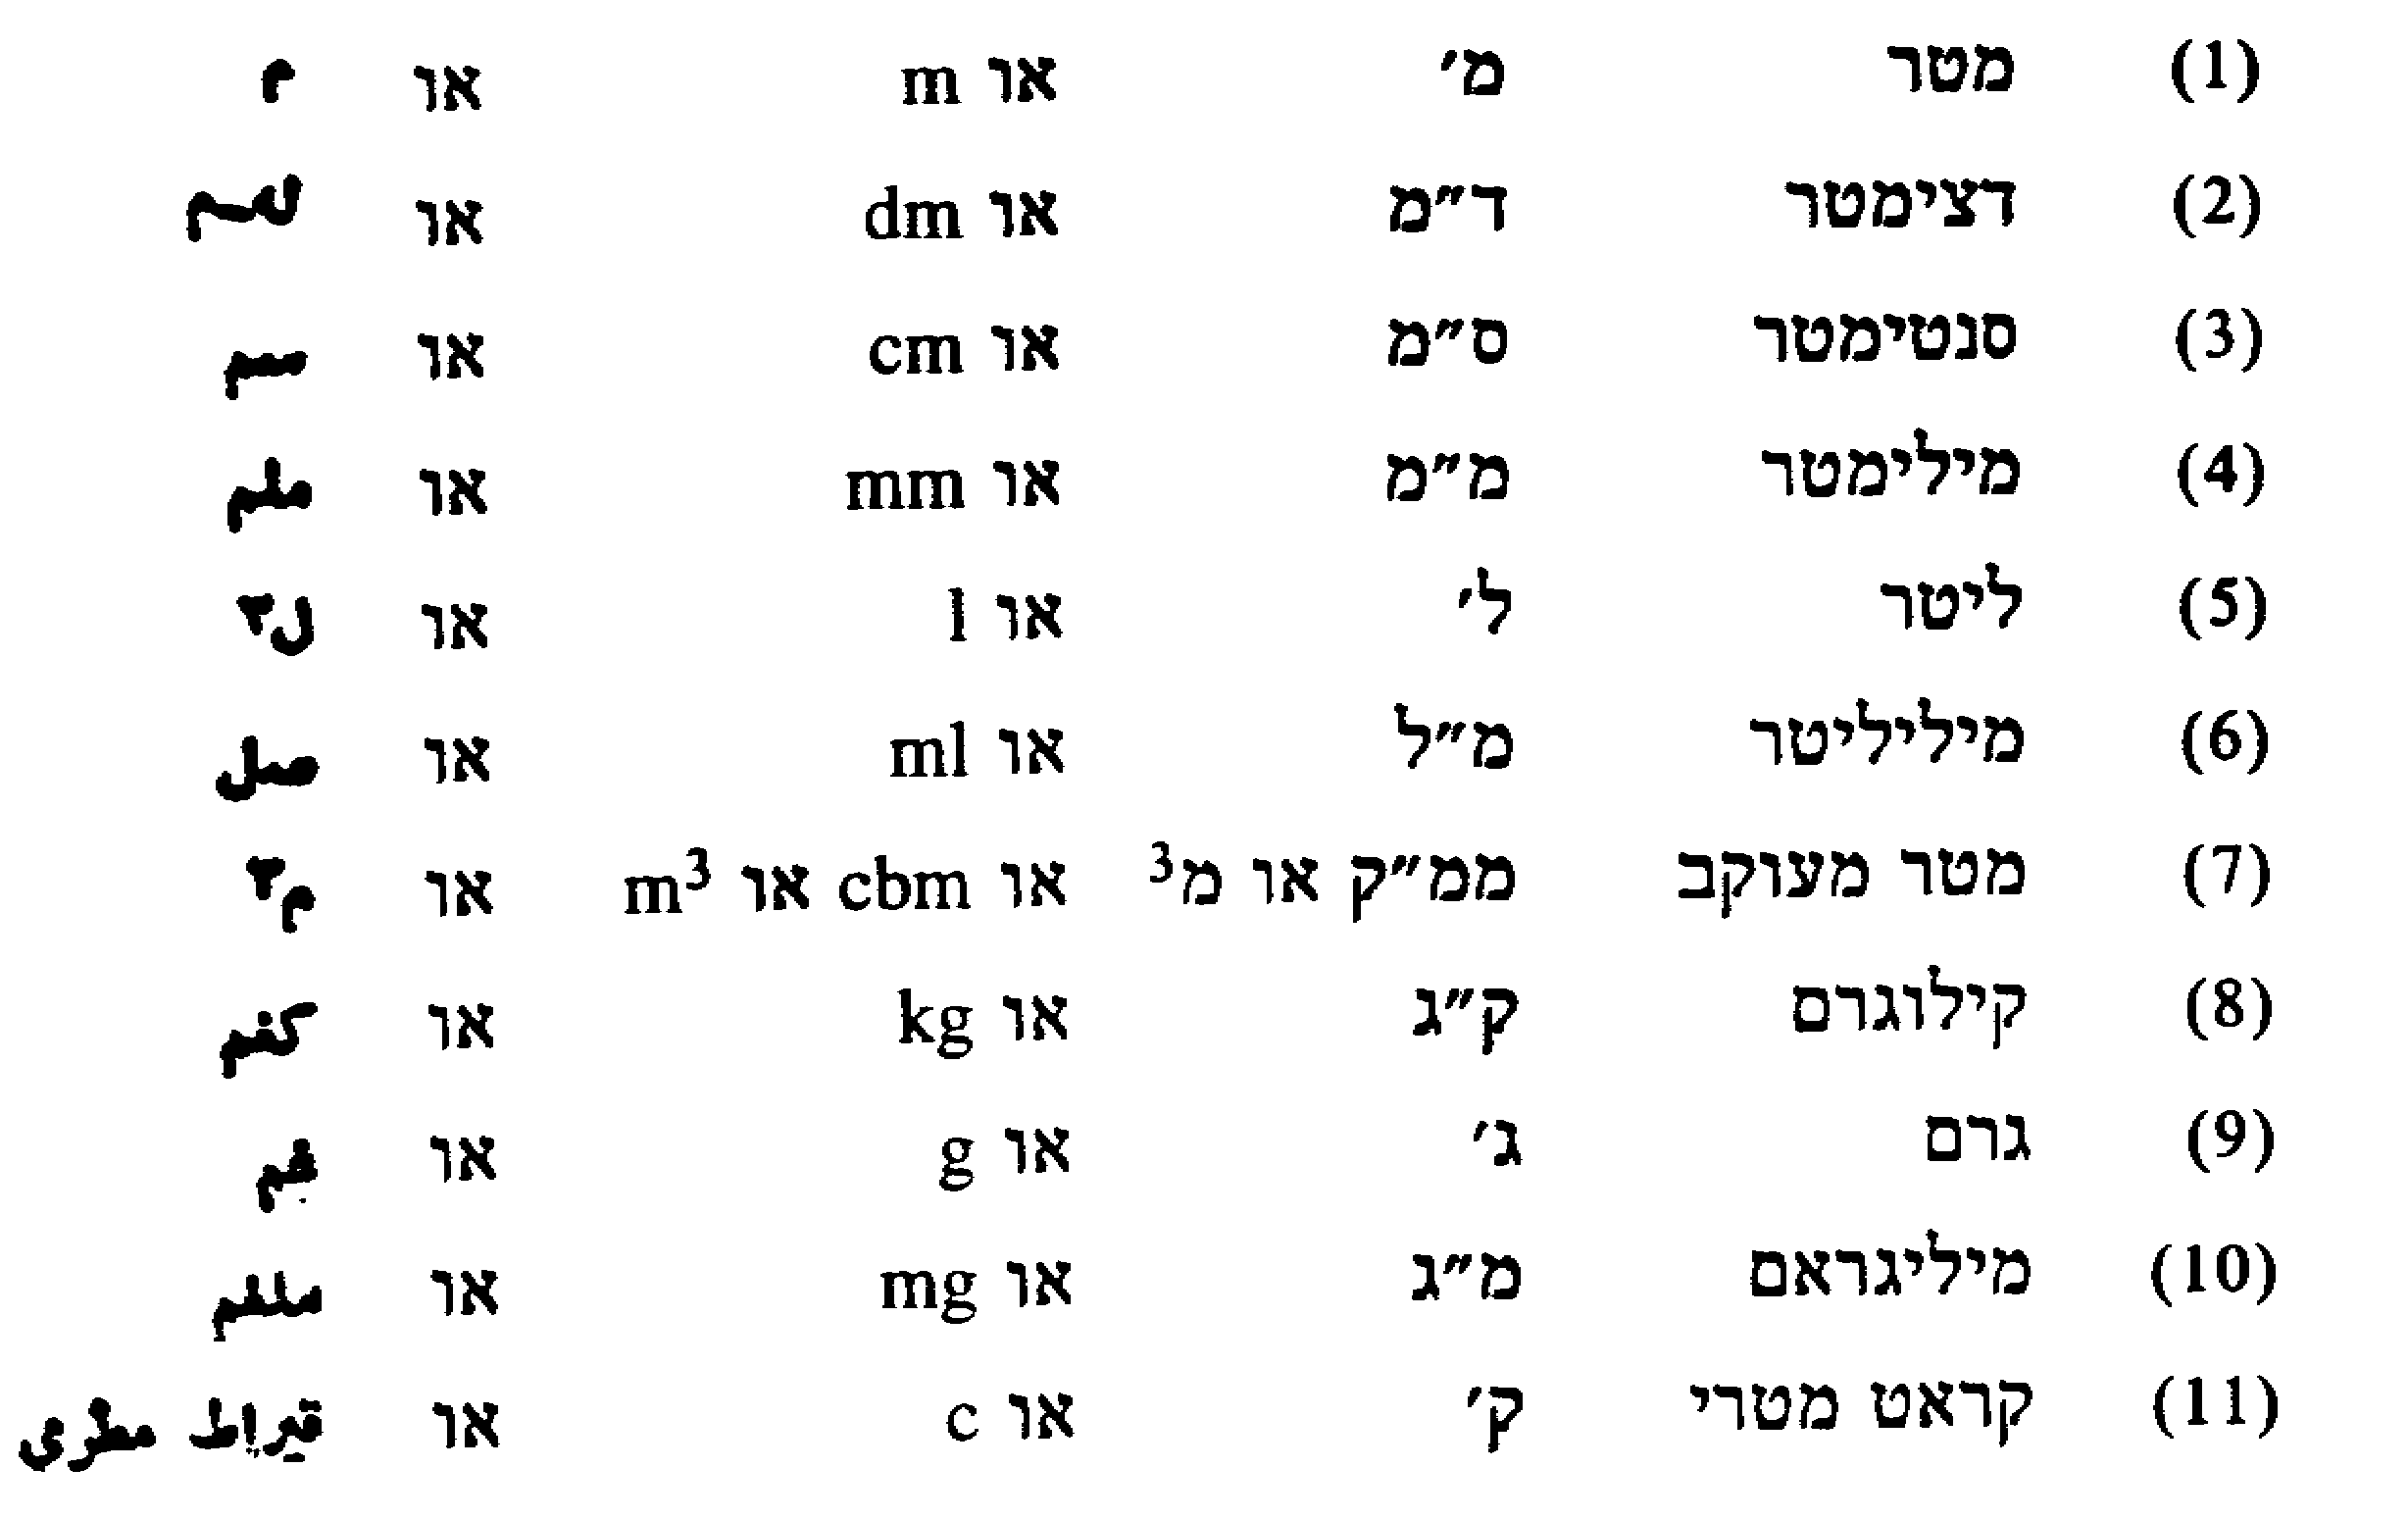 (1) מטר מ׳ או m או م
(2) דצימטר ד״מ או dm או
(3) סנטימטר ס״מ או cm או سم
(4) מילימטר מ״מ או mm או ملم
(5) ליטר ל׳ או l או
(6) מיליליטר מ״ל או ml או مل
(7) מטר מעוקב ממ״ק או מ³ או cbm או m³ או م٣
(8) קילוגרם ק״ג או kg או كغم
(9) גרם ג׳ או g או غم
(10) מיליגראם מ״ג או mg או ملغم
(11) קראט מטרי ק׳ או c או قيراط مطري